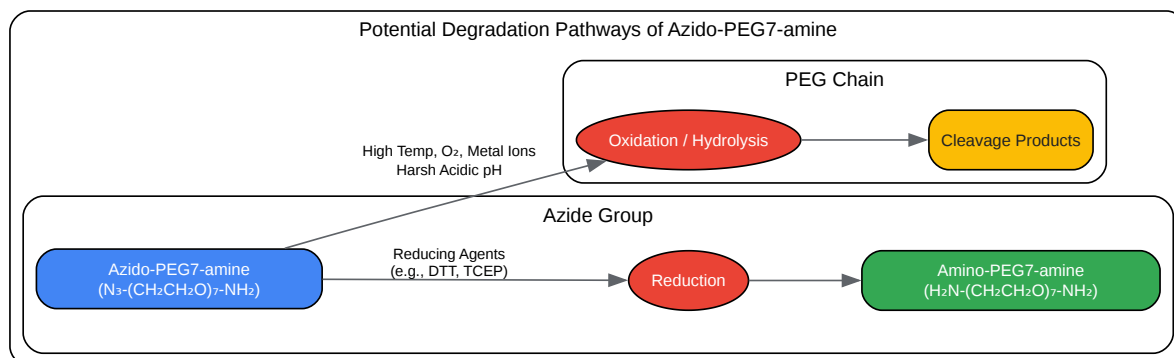 Potential Degradation Pathways of Azido-PEG7-amine
PEG Chain
Oxidation / Hydrolysis
Cleavage Products
High Temp, O₂, Metal Ions
Harsh Acidic pH
Azide Group
Azido-PEG7-amine
(N₃-(CH₂CH₂O)₇-NH₂)
Reducing Agents
(e.g., DTT, TCEP)
Reduction
Amino-PEG7-amine
(H₂N-(CH₂CH₂O)₇-NH₂)